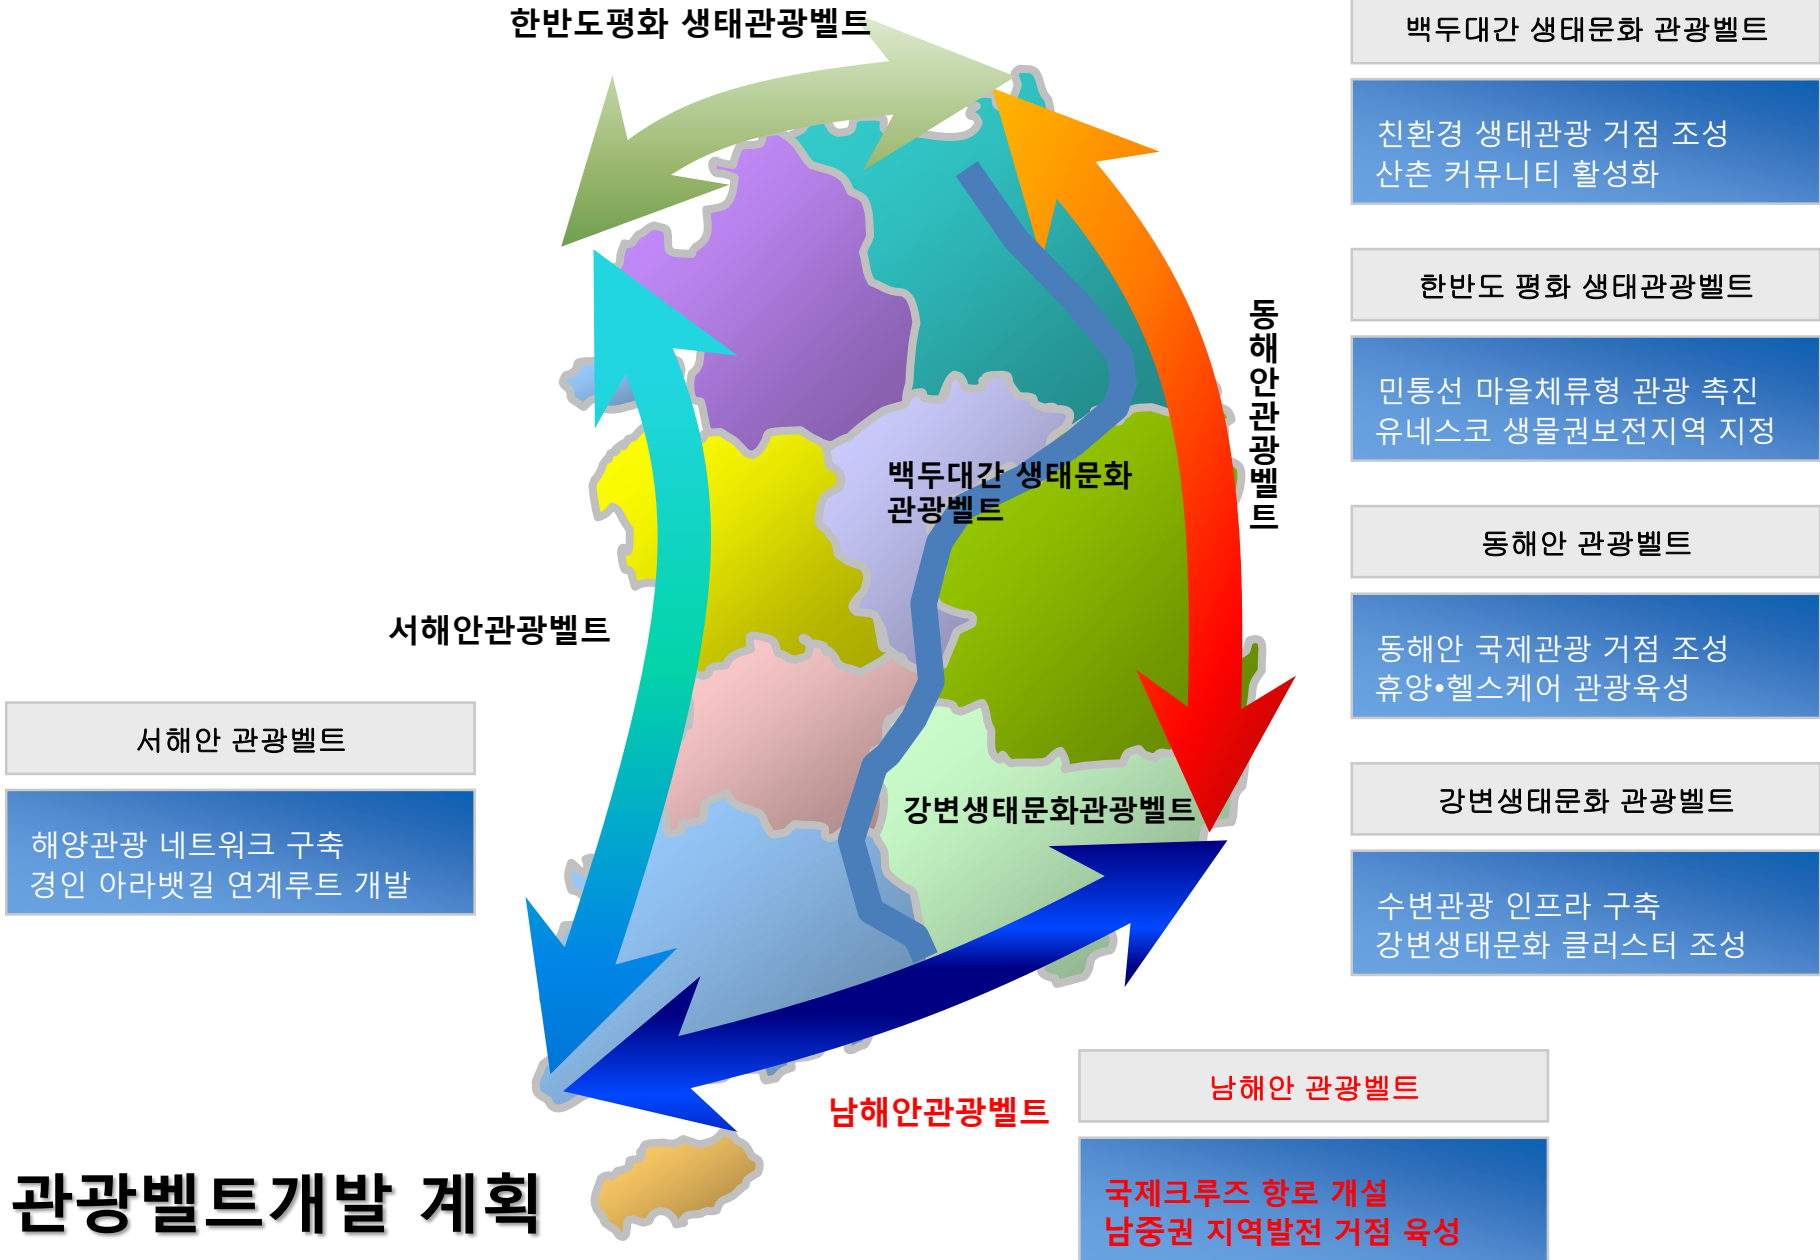 한반도평화 생태관광벨트
백두대간 생태문화 관광벨트
친환경 생태관광 거점 조성
산촌 커뮤니티 활성화
한반도 평화 생태관광벨트
민통선 마을체류형 관광 촉진
유네스코 생물권보전지역 지정
동해안관광벨트
백두대간 생태문화
관광벨트
동해안 관광벨트
동해안 국제관광 거점 조성
휴양•헬스케어 관광육성
서해안관광벨트
서해안 관광벨트
해양관광 네트워크 구축
경인 아라뱃길 연계루트 개발
강변생태문화관광벨트
강변생태문화 관광벨트
수변관광 인프라 구축
강변생태문화 클러스터 조성
남해안관광벨트
남해안 관광벨트
국제크루즈 항로 개설
남중권 지역발전 거점 육성
관광벨트개발 계획